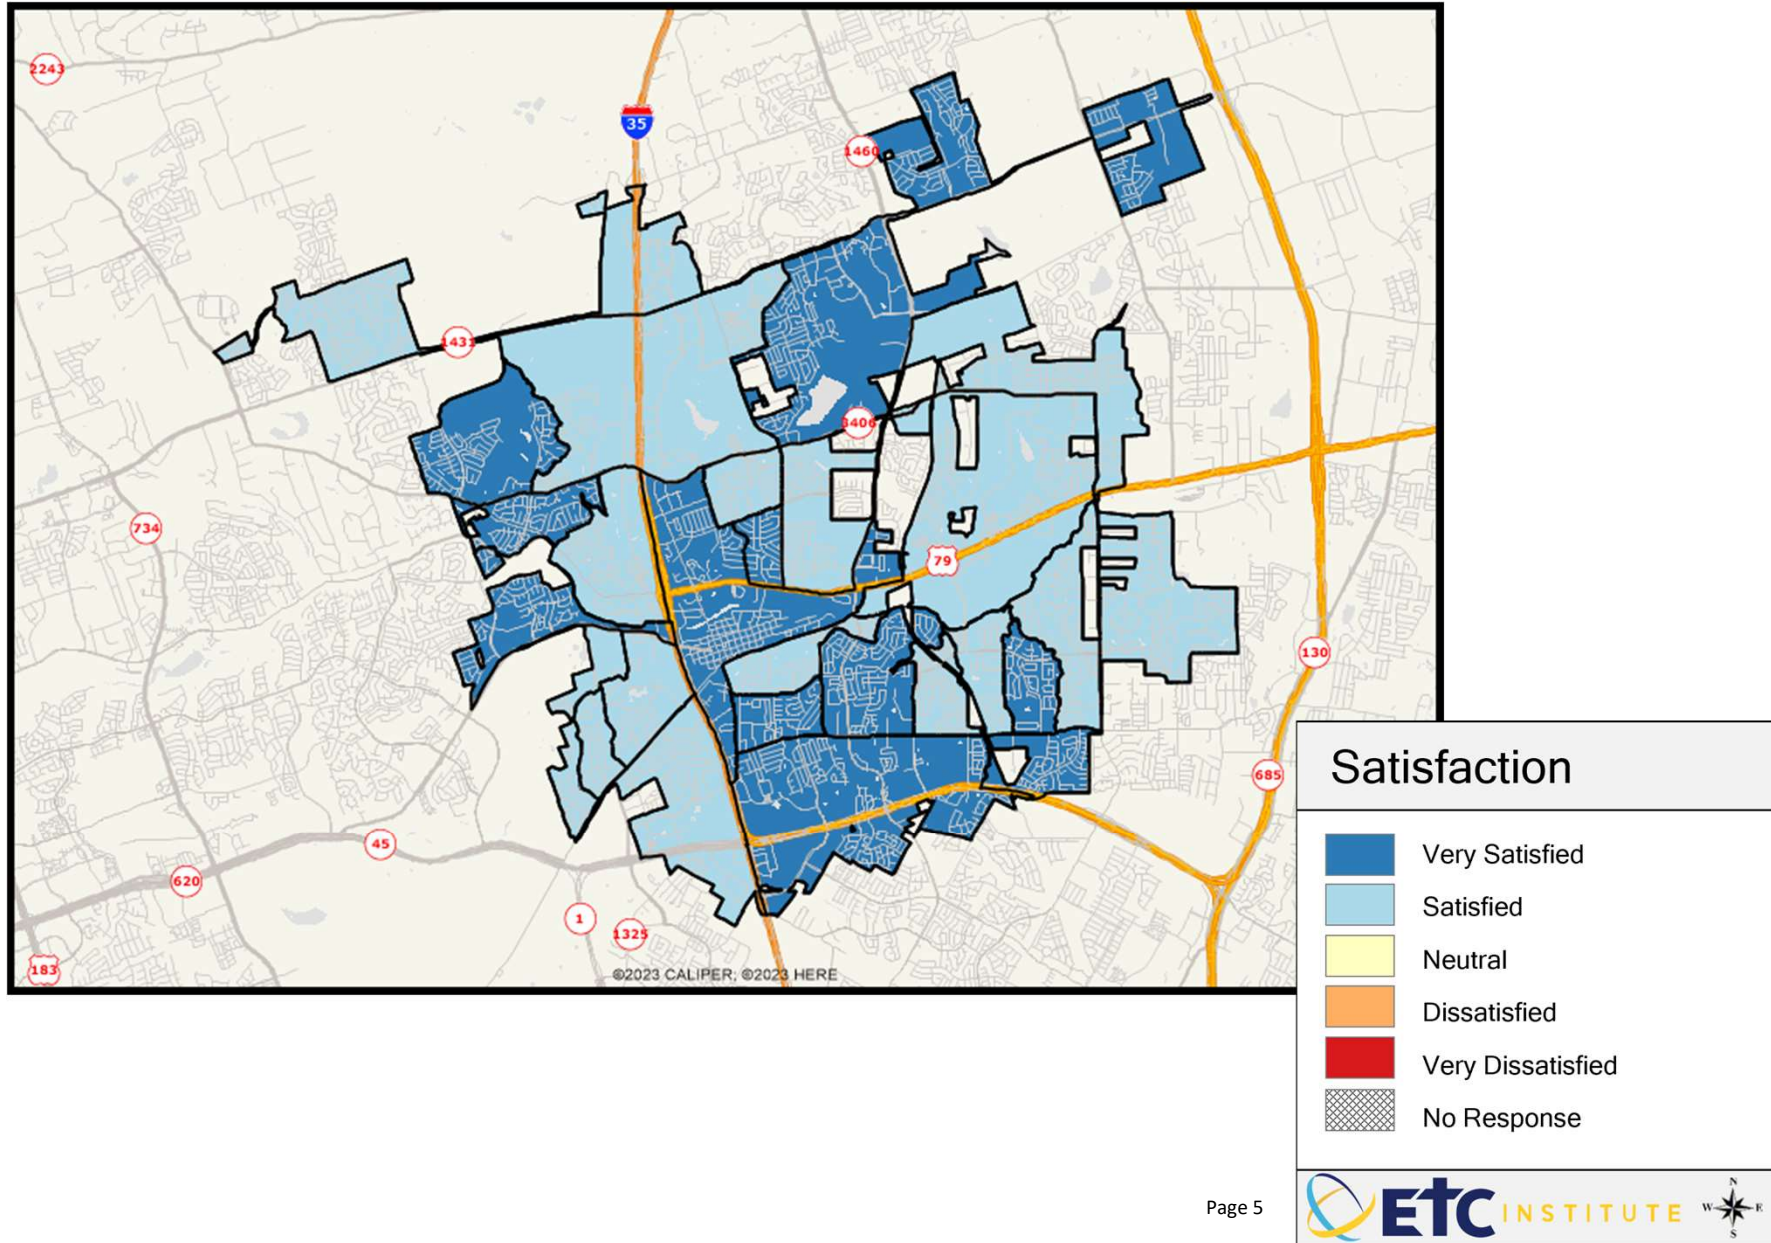 2243
35
1460
1431
3406
734
79
130
685
45
620
1
1325
183
©2023 CALIPER; ©2023 HERE
Satisfaction
Very Satisfied
Satisfied
Neutral
Dissatisfied
Very Dissatisfied
No Response
Page 5
ETC INSTITUTE
N
W E
S